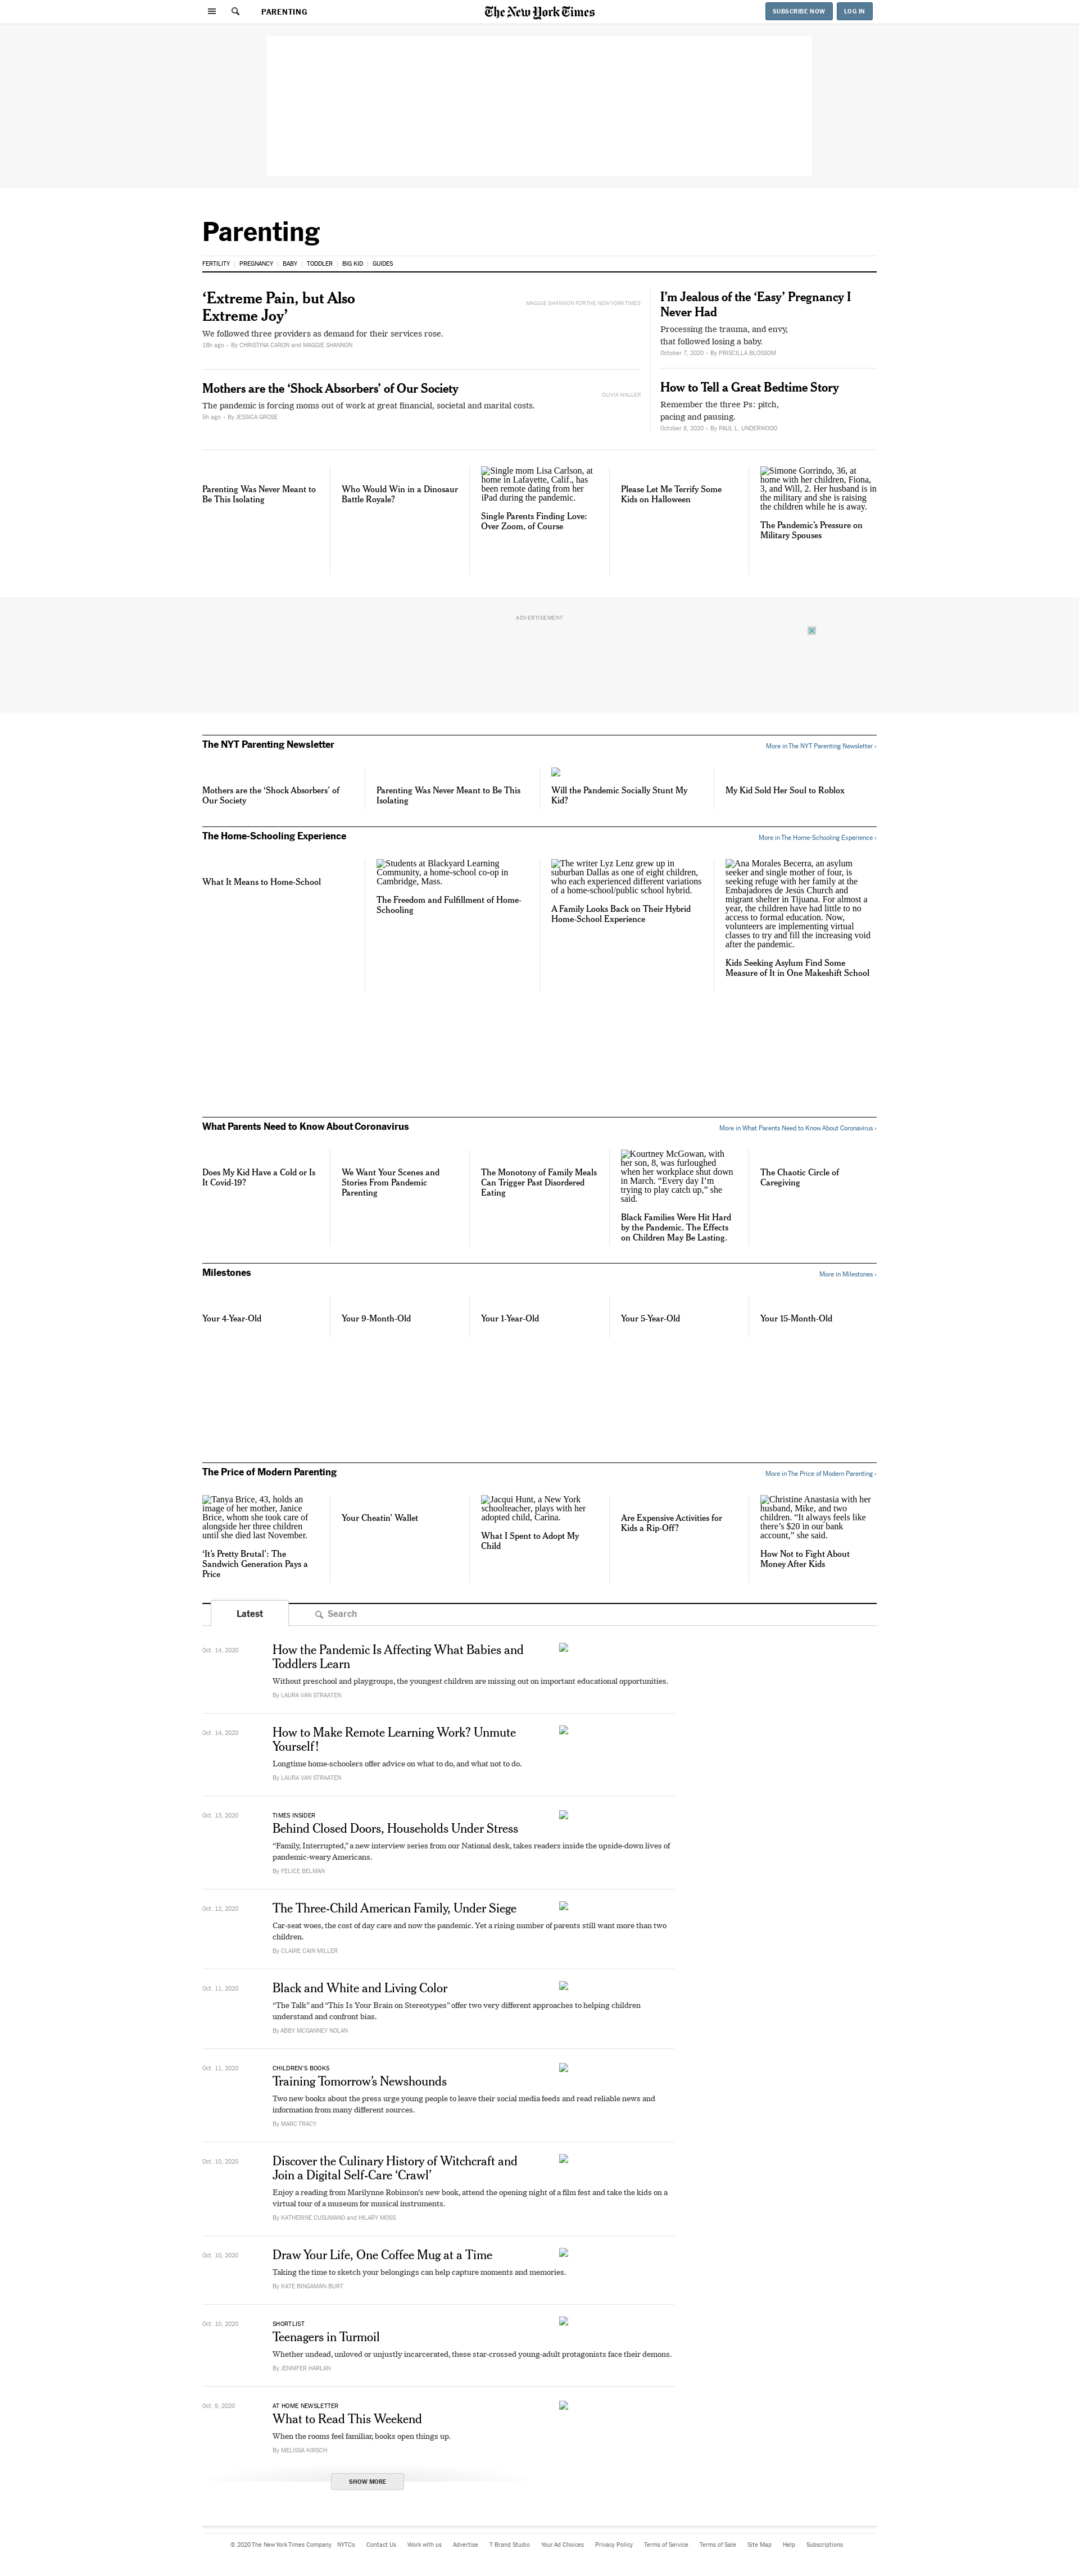 PARENTING
The New York Times
SUBSCRIBE NOW
LOG IN
Parenting
FERTILITY | PREGNANCY | BABY | TODDLER | BIG KID | GUIDES
‘Extreme Pain, but Also
Extreme Joy’
We followed three providers as demand for their services rose.
18h ago • By CHRISTINA CARON and MAGGIE SHANNON
MAGGIE SHANNON FOR THE NEW YORK TIMES
Mothers are the ‘Shock Absorbers’ of Our Society
The pandemic is forcing moms out of work at great financial, societal and marital costs.
5h ago • By JESSICA GROSE
OLIVIA WALLER
I’m Jealous of the ‘Easy’ Pregnancy I
Never Had
Processing the trauma, and envy,
that followed losing a baby.
October 7, 2020 • By PRISCILLA BLOSSOM
How to Tell a Great Bedtime Story
Remember the three Ps: pitch,
pacing and pausing.
October 8, 2020 • By PAUL L. UNDERWOOD
Parenting Was Never Meant to
Be This Isolating
Who Would Win in a Dinosaur
Battle Royale?
Single mom Lisa Carlson, at
home in Lafayette, Calif., has
been remote dating from her
iPad during the pandemic.
Single Parents Finding Love:
Over Zoom, of Course
Please Let Me Terrify Some
Kids on Halloween
Simone Gorrindo, 36, at
home with her children, Fiona,
3, and Will, 2. Her husband is in
the military and she is raising
the children while he is away.
The Pandemic’s Pressure on
Military Spouses
ADVERTISEMENT
The NYT Parenting Newsletter
More in The NYT Parenting Newsletter ›
Mothers are the ‘Shock Absorbers’ of
Our Society
Parenting Was Never Meant to Be This
Isolating
Will the Pandemic Socially Stunt My
Kid?
My Kid Sold Her Soul to Roblox
The Home-Schooling Experience
More in The Home-Schooling Experience ›
What It Means to Home-School
Students at Blackyard Learning
Community, a home-school co-op in
Cambridge, Mass.
The Freedom and Fulfillment of Home-
Schooling
The writer Lyz Lenz grew up in
suburban Dallas as one of eight children,
who each experienced different variations
of a home-school/public school hybrid.
A Family Looks Back on Their Hybrid
Home-School Experience
Ana Morales Becerra, an asylum
seeker and single mother of four, is
seeking refuge with her family at the
Embajadores de Jesús Church and
migrant shelter in Tijuana. For almost a
year, the children have had little to no
access to formal education. Now,
volunteers are implementing virtual
classes to try and fill the increasing void
after the pandemic.
Kids Seeking Asylum Find Some
Measure of It in One Makeshift School
What Parents Need to Know About Coronavirus
More in What Parents Need to Know About Coronavirus ›
Does My Kid Have a Cold or Is
It Covid-19?
We Want Your Scenes and
Stories From Pandemic
Parenting
The Monotony of Family Meals
Can Trigger Past Disordered
Eating
Kourtney McGowan, with
her son, 8, was furloughed
when her workplace shut down
in March. “Every day I’m
trying to play catch up,” she
said.
Black Families Were Hit Hard
by the Pandemic. The Effects
on Children May Be Lasting.
The Chaotic Circle of
Caregiving
Milestones
More in Milestones ›
Your 4-Year-Old
Your 9-Month-Old
Your 1-Year-Old
Your 5-Year-Old
Your 15-Month-Old
The Price of Modern Parenting
More in The Price of Modern Parenting ›
Tanya Brice, 43, holds an
image of her mother, Janice
Brice, whom she took care of
alongside her three children
until she died last November.
‘It’s Pretty Brutal’: The
Sandwich Generation Pays a
Price
Your Cheatin’ Wallet
Jacqui Hunt, a New York
schoolteacher, plays with her
adopted child, Carina.
What I Spent to Adopt My
Child
Are Expensive Activities for
Kids a Rip-Off?
Christine Anastasia with her
husband, Mike, and two
children. “It always feels like
there’s $20 in our bank
account,” she said.
How Not to Fight About
Money After Kids
Latest
Search
Oct. 14, 2020
How the Pandemic Is Affecting What Babies and
Toddlers Learn
Without preschool and playgroups, the youngest children are missing out on important educational opportunities.
By LAURA VAN STRAATEN
Oct. 14, 2020
How to Make Remote Learning Work? Unmute
Yourself!
Longtime home-schoolers offer advice on what to do, and what not to do.
By LAURA VAN STRAATEN
Oct. 13, 2020
TIMES INSIDER
Behind Closed Doors, Households Under Stress
“Family, Interrupted,” a new interview series from our National desk, takes readers inside the upside-down lives of
pandemic-weary Americans.
By FELICE BELMAN
Oct. 12, 2020
The Three-Child American Family, Under Siege
Car-seat woes, the cost of day care and now the pandemic. Yet a rising number of parents still want more than two
children.
By CLAIRE CAIN MILLER
Oct. 11, 2020
Black and White and Living Color
“The Talk” and “This Is Your Brain on Stereotypes” offer two very different approaches to helping children
understand and confront bias.
By ABBY MCGANNEY NOLAN
Oct. 11, 2020
CHILDREN’S BOOKS
Training Tomorrow’s Newshounds
Two new books about the press urge young people to leave their social media feeds and read reliable news and
information from many different sources.
By MARC TRACY
Oct. 10, 2020
Discover the Culinary History of Witchcraft and
Join a Digital Self-Care ‘Crawl’
Enjoy a reading from Marilynne Robinson’s new book, attend the opening night of a film fest and take the kids on a
virtual tour of a museum for musical instruments.
By KATHERINE CUSUMANO and HILARY MOSS
Oct. 10, 2020
Draw Your Life, One Coffee Mug at a Time
Taking the time to sketch your belongings can help capture moments and memories.
By KATE BINGAMAN-BURT
Oct. 10, 2020
SHORTLIST
Teenagers in Turmoil
Whether undead, unloved or unjustly incarcerated, these star-crossed young-adult protagonists face their demons.
By JENNIFER HARLAN
Oct. 9, 2020
AT HOME NEWSLETTER
What to Read This Weekend
When the rooms feel familiar, books open things up.
By MELISSA KIRSCH
SHOW MORE
© 2020 The New York Times Company NYTCo Contact Us Work with us Advertise T Brand Studio Your Ad Choices Privacy Policy Terms of Service Terms of Sale Site Map Help Subscriptions